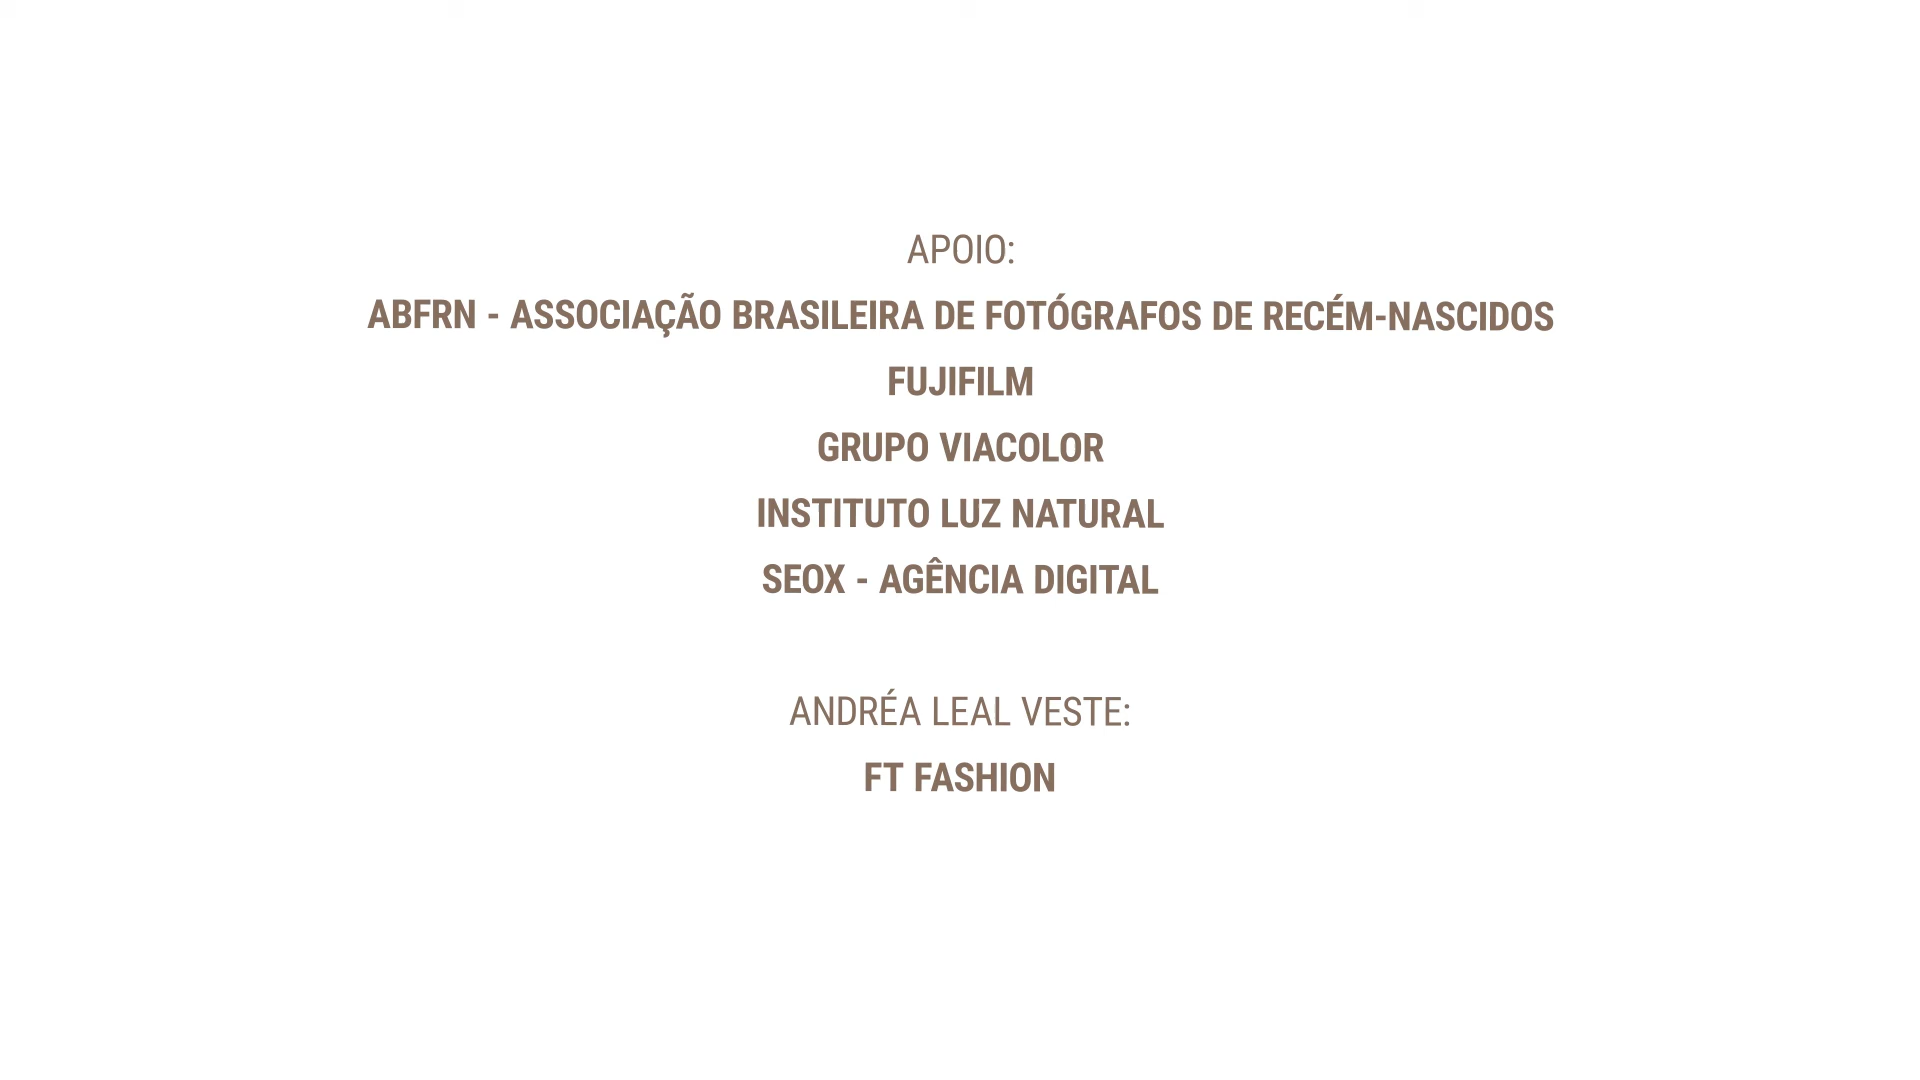 APOIO:
ABFRN - ASSOCIAÇÃO BRASILEIRA DE FOTÓGRAFOS DE RECÉM-NASCIDOS
FUJIFILM
GRUPO VIACOLOR
INSTITUTO LUZ NATURAL
SEOX - AGÊNCIA DIGITAL
ANDRÉA LEAL VESTE:
FT FASHION